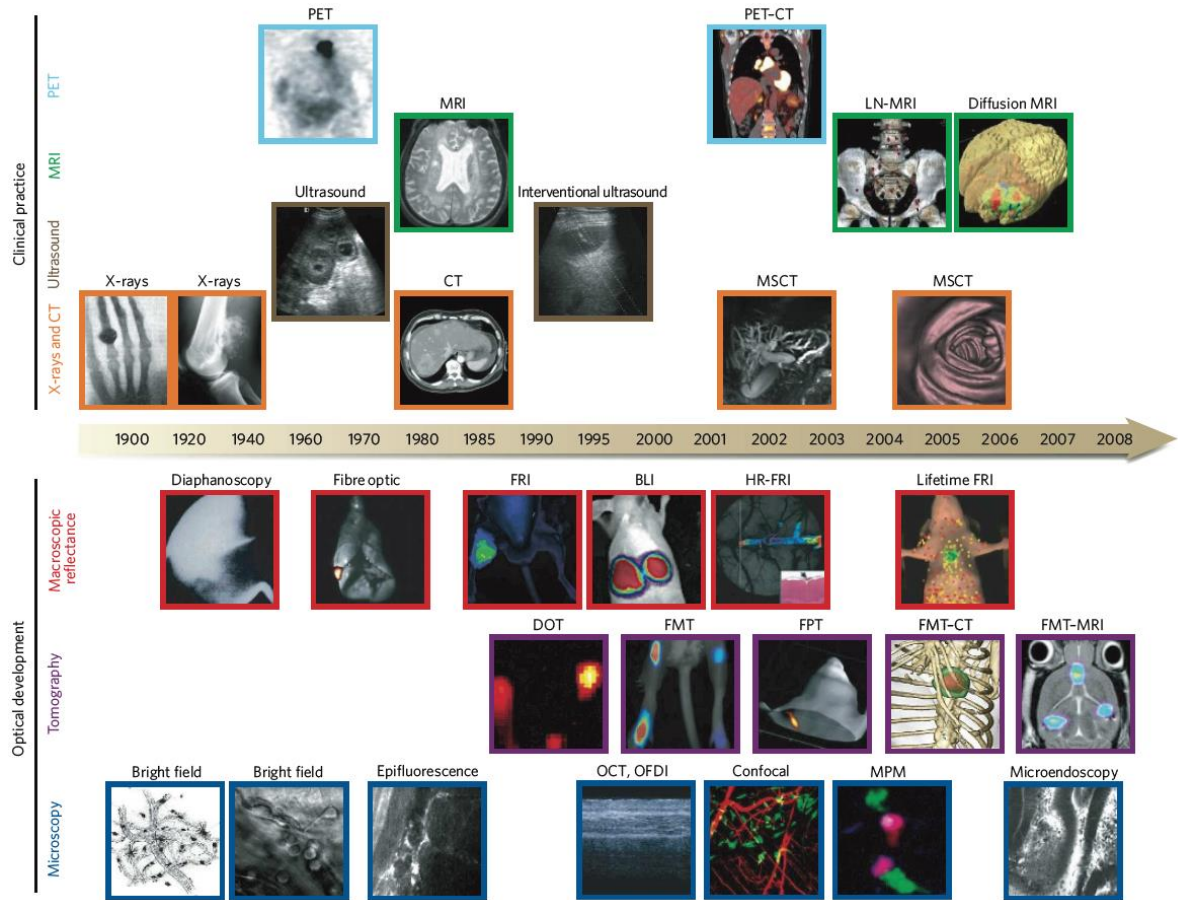 PET
PET–CT
PET
MRI
LN-MRI
Diffusion MRI
MRI
Ultrasound
Interventional ultrasound
Clinical practice
Ultrasound
X-rays
X-rays
CT
MSCT
MSCT
X-rays and CT
1900
1920
1940
1960
1970
1980
1985
1990
1995
2000
2001
2002
2003
2004
2005
2006
2007
2008
Diaphanoscopy
Fibre optic
FRI
BLI
HR-FRI
Lifetime FRI
Macroscopic
reflectance
DOT
FMT
FPT
FMT–CT
FMT–MRI
Tomography
Optical development
Bright field
Bright field
Epifluorescence
OCT, OFDI
Confocal
MPM
Microendoscopy
Microscopy